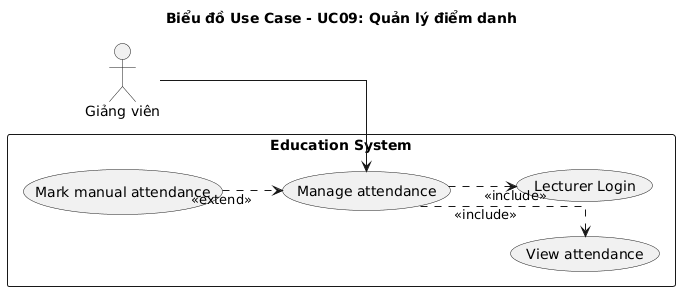 Biểu đồ Use Case - UC09: Quản lý điểm danh
Giảng viên
Education System
Mark manual attendance
«extend»
Manage attendance
«include»
Lecturer Login
«include»
View attendance